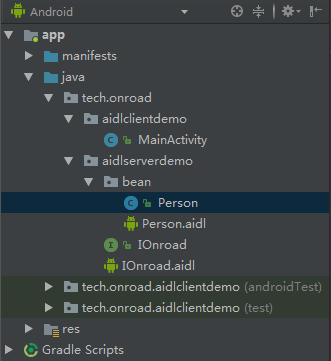 Android
app
manifests
java
tech.onroad
aidlclientdemo
MainActivity
aidlserverdemo
bean
Person
Person.aidl
IOnroad
IOnroad.aidl
tech.onroad.aidlclientdemo (androidTest)
tech.onroad.aidlclientdemo (test)
res
Gradle Scripts